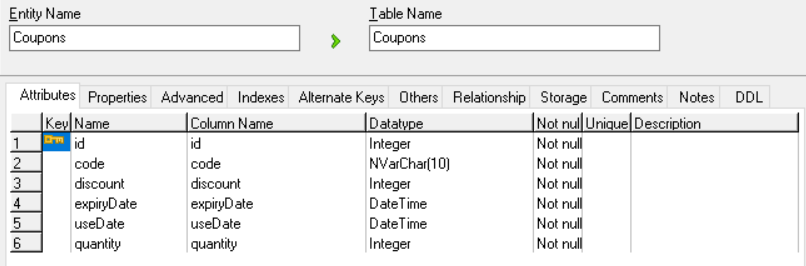 Entity Name Table Name
Coupons Coupons
Attributes Properties Advanced Indexes Alternate Keys Others Relationship Storage Comments Notes DDL
Key Name Column Name Datatype Not nul Unique Description
1 id id Integer Not null
2 code code NVarChar(10) Not null
3 discount discount Integer Not null
4 expiryDate expiryDate DateTime Not null
5 useDate useDate DateTime Not null
6 quantity quantity Integer Not null